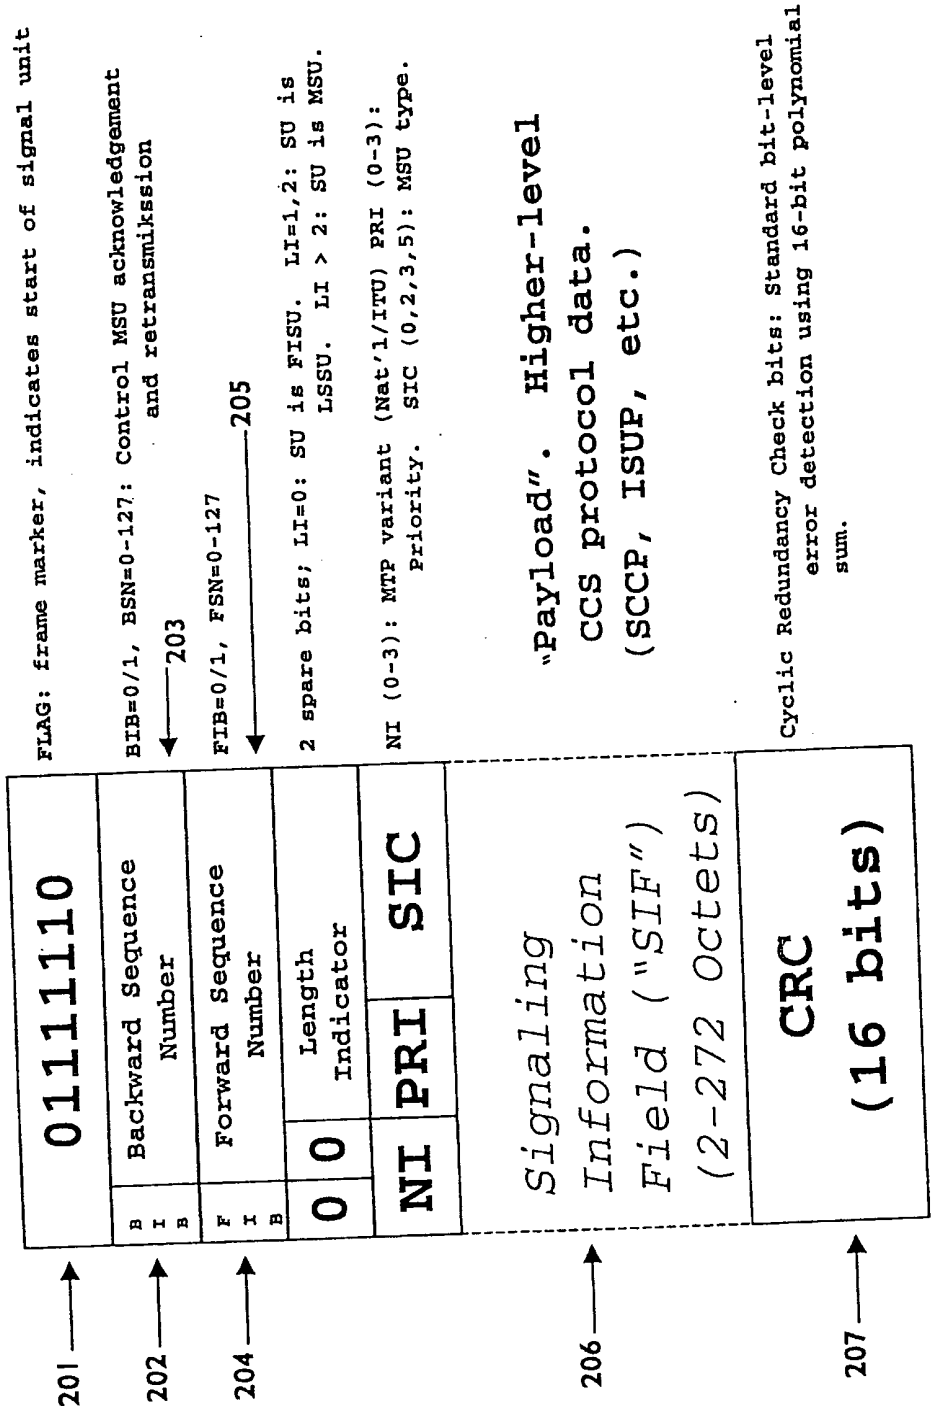 201
01111110
FLAG: frame marker, indicates start of signal unit
202
B
I
B
Backward Sequence
Number
BIB=0/1, BSN=0-127: Control MSU acknowledgement
and retransmikssion
203
204
F
I
B
Forward Sequence
Number
FIB=0/1, FSN=0-127
205
0 0
Length
Indicator
2 spare bits; LI=0: SU is FISU. LI=1,2: SU is
LSSU. LI > 2: SU is MSU.
NI PRI SIC
NI (0-3): MTP variant (Nat'l/ITU) PRI (0-3):
Priority. SIC (0,2,3,5): MSU type.
206
Signaling
Information
Field ("SIF")
(2-272 Octets)
"Payload". Higher-level
CCS protocol data.
(SCCP, ISUP, etc.)
207
CRC
(16 bits)
Cyclic Redundancy Check bits: Standard bit-level
error detection using 16-bit polynomial
sum.